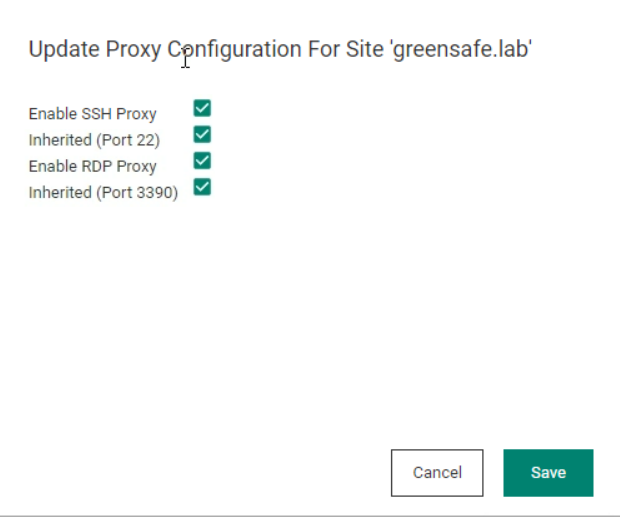 Update Proxy Configuration For Site 'greensafe.lab'
Enable SSH Proxy
Inherited (Port 22)
Enable RDP Proxy
Inherited (Port 3390)
Cancel
Save